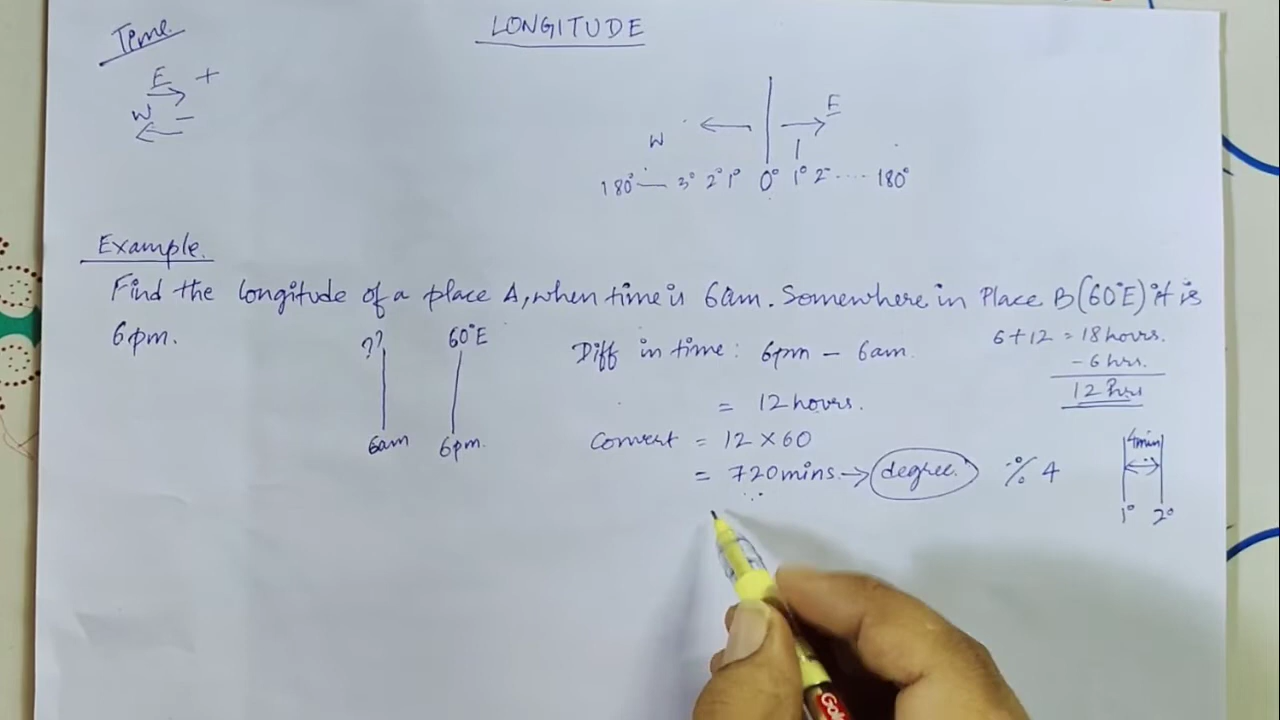 Time
LONGITUDE
E +
W −
E
W
180° — 3° 2° 1° 0° 1° 2° ···· 180°
Example.
Find the longitude of a place A, when time is 6am. Somewhere in Place B (60°E) it is
6pm.
?? 60°E
6am 6pm.
Diff in time: 6pm − 6am.
= 12 hours.
Convert = 12 × 60
= 720 mins. → degree. % 4
6 + 12 = 18 hours.
− 6 hrs.
12 hrs
4min
1° 2°